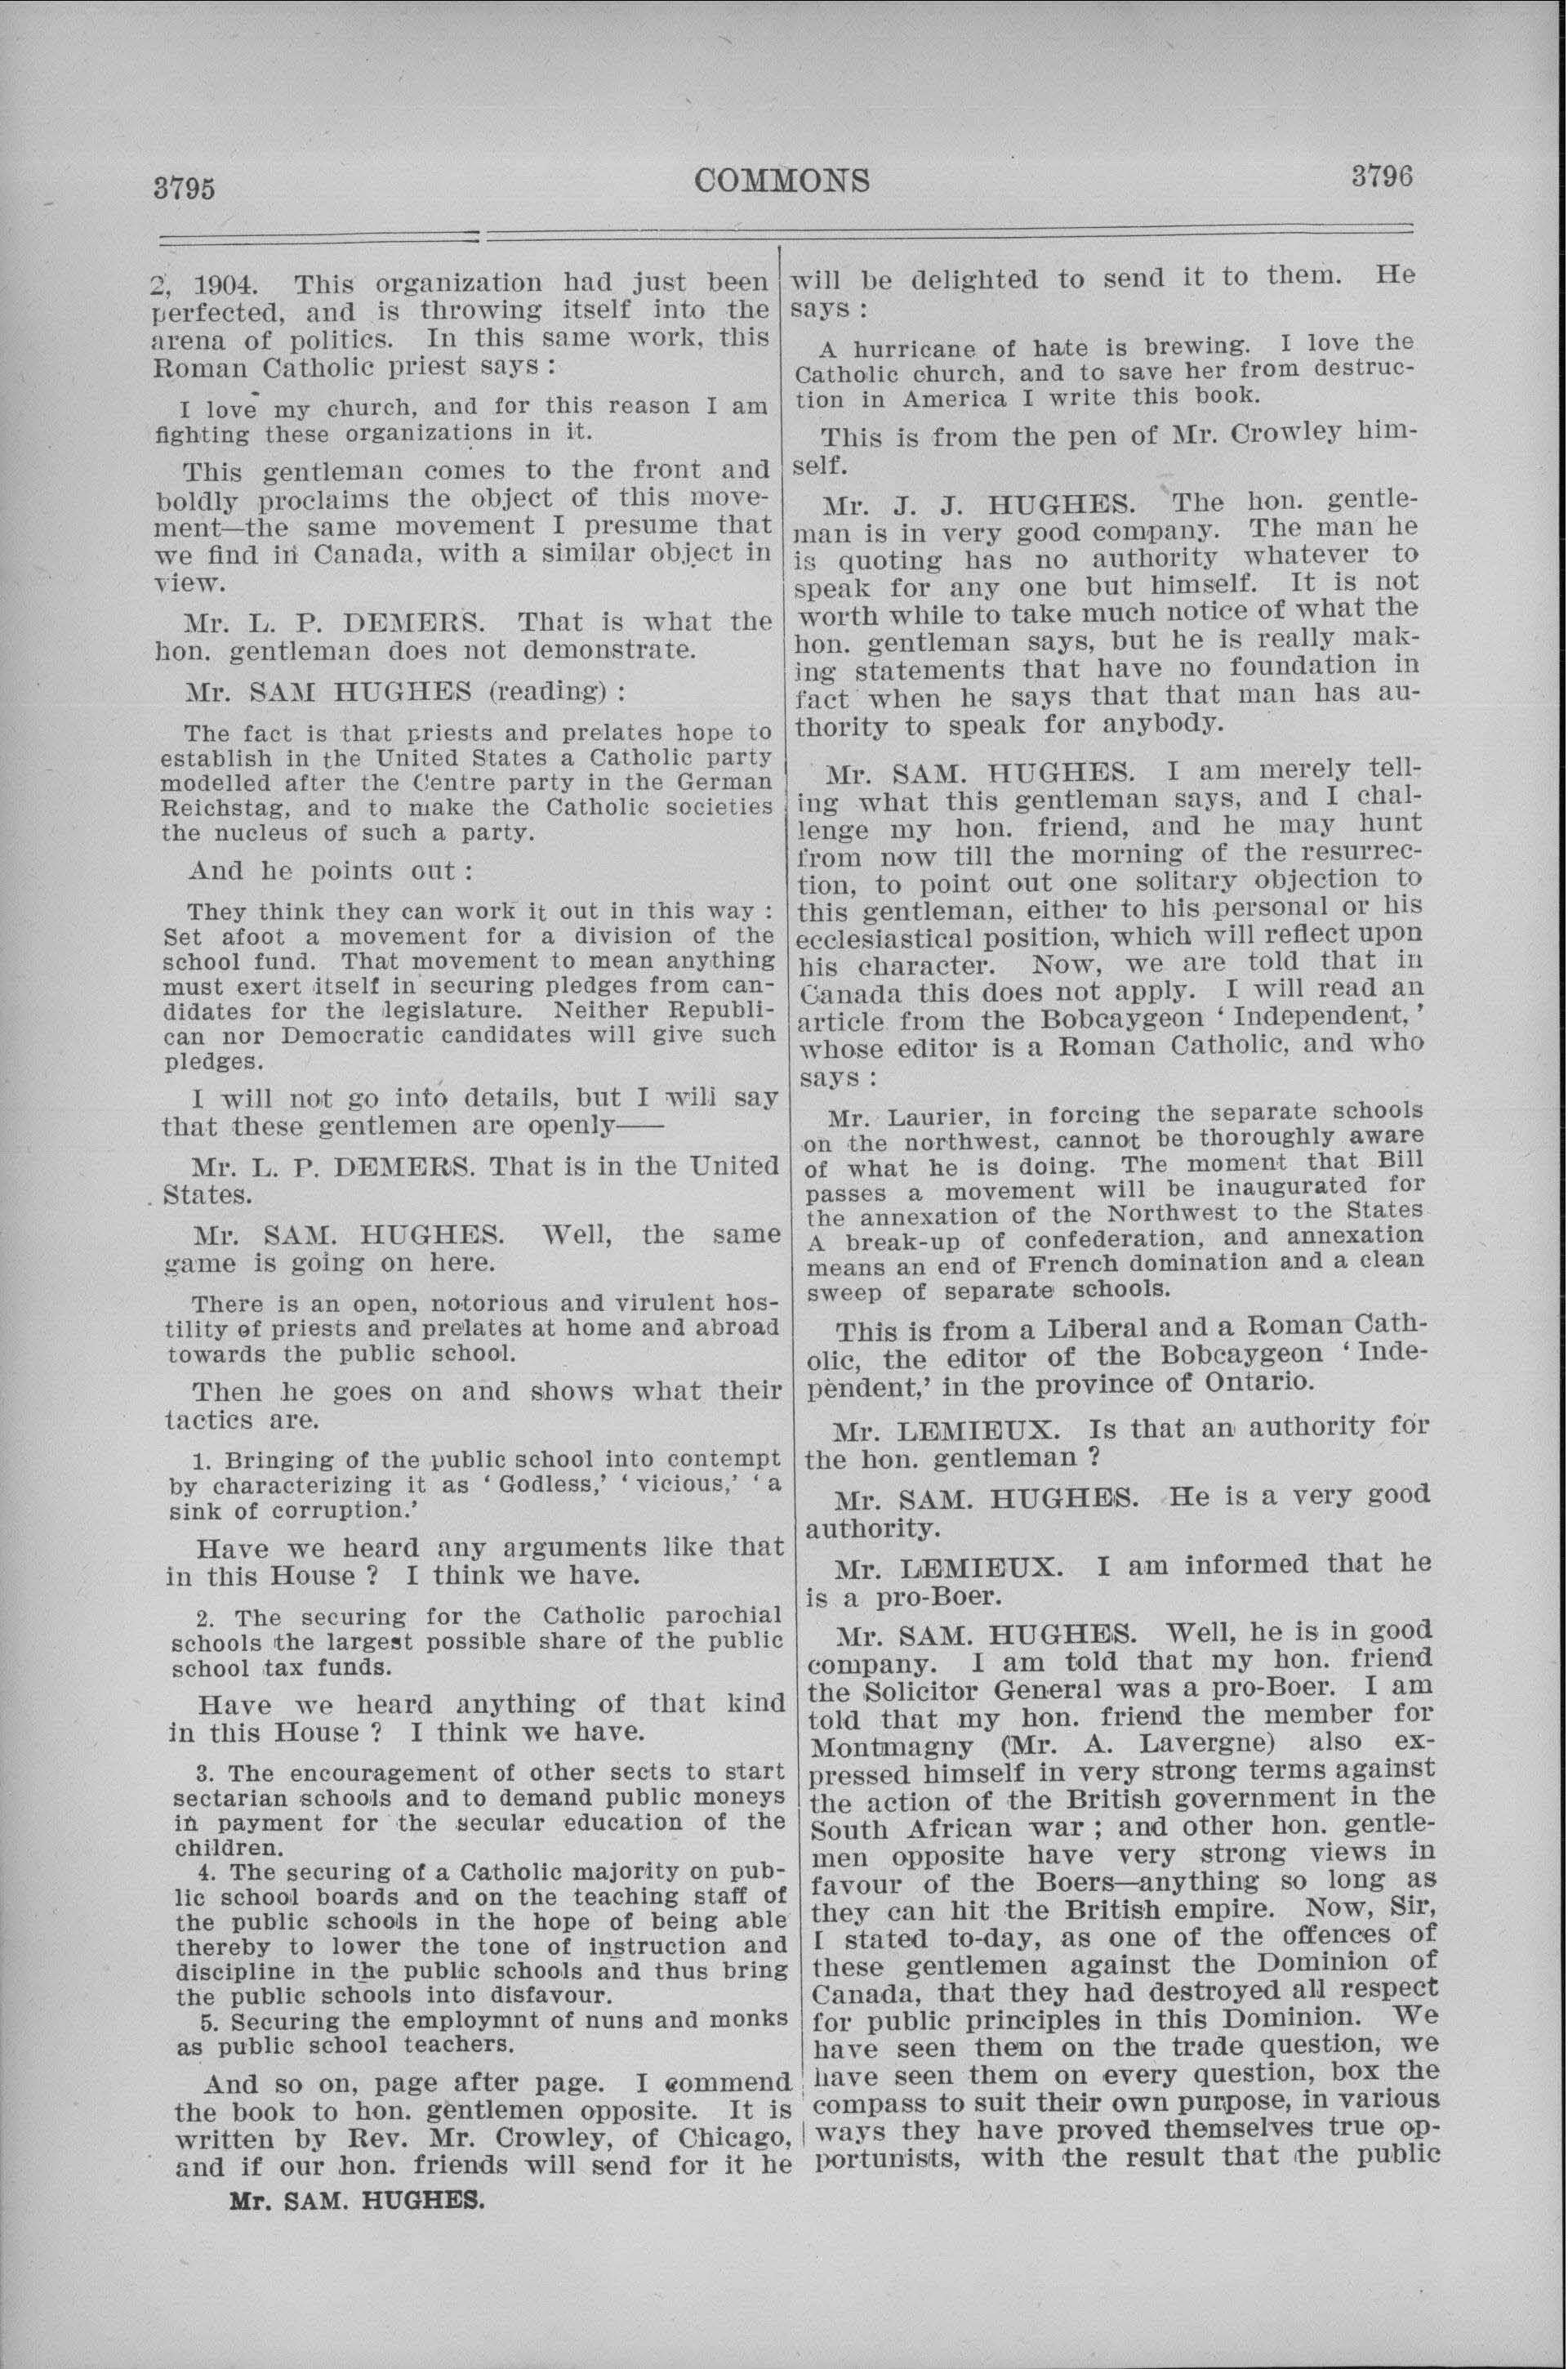 3795
COMMONS
3796
2, 1904. This organization had just been
perfected, and is throwing itself into the
arena of politics. In this same work, this
Roman Catholic priest says :
I love my church, and for this reason I am
fighting these organizations in it.
This gentleman comes to the front and
boldly proclaims the object of this move-
ment—the same movement I presume that
we find in Canada, with a similar object in
view.
Mr. L. P. DEMERS. That is what the
hon. gentleman does not demonstrate.
Mr. SAM HUGHES (reading) :
The fact is that priests and prelates hope to
establish in the United States a Catholic party
modelled after the Centre party in the German
Reichstag, and to make the Catholic societies
the nucleus of such a party.
And he points out :
They think they can work it out in this way :
Set afoot a movement for a division of the
school fund. That movement to mean anything
must exert itself in securing pledges from can-
didates for the legislature. Neither Republi-
can nor Democratic candidates will give such
pledges.
I will not go into details, but I will say
that these gentlemen are openly——
Mr. L. P. DEMERS. That is in the United
States.
Mr. SAM. HUGHES. Well, the same
game is going on here.
There is an open, notorious and virulent hos-
tility of priests and prelates at home and abroad
towards the public school.
Then he goes on and shows what their
tactics are.
1. Bringing of the public school into contempt
by characterizing it as ‘ Godless,’ ‘ vicious,’ ‘ a
sink of corruption.’
Have we heard any arguments like that
in this House ? I think we have.
2. The securing for the Catholic parochial
schools the largest possible share of the public
school tax funds.
Have we heard anything of that kind
in this House ? I think we have.
3. The encouragement of other sects to start
sectarian schools and to demand public moneys
in payment for the secular education of the
children.
4. The securing of a Catholic majority on pub-
lic school boards and on the teaching staff of
the public schools in the hope of being able
thereby to lower the tone of instruction and
discipline in the public schools and thus bring
the public schools into disfavour.
5. Securing the employmnt of nuns and monks
as public school teachers.
And so on, page after page. I commend
the book to hon. gentlemen opposite. It is
written by Rev. Mr. Crowley, of Chicago,
and if our hon. friends will send for it he
Mr. SAM. HUGHES.
will be delighted to send it to them. He
says :
A hurricane of hate is brewing. I love the
Catholic church, and to save her from destruc-
tion in America I write this book.
This is from the pen of Mr. Crowley him-
self.
Mr. J. J. HUGHES. The hon. gentle-
man is in very good company. The man he
is quoting has no authority whatever to
speak for any one but himself. It is not
worth while to take much notice of what the
hon. gentleman says, but he is really mak-
ing statements that have no foundation in
fact when he says that that man has au-
thority to speak for anybody.
Mr. SAM. HUGHES. I am merely tell-
ing what this gentleman says, and I chal-
lenge my hon. friend, and he may hunt
from now till the morning of the resurrec-
tion, to point out one solitary objection to
this gentleman, either to his personal or his
ecclesiastical position, which will reflect upon
his character. Now, we are told that in
Canada this does not apply. I will read an
article from the Bobcaygeon ‘ Independent, ’
whose editor is a Roman Catholic, and who
says :
Mr. Laurier, in forcing the separate schools
on the northwest, cannot be thoroughly aware
of what he is doing. The moment that Bill
passes a movement will be inaugurated for
the annexation of the Northwest to the States
A break-up of confederation, and annexation
means an end of French domination and a clean
sweep of separate schools.
This is from a Liberal and a Roman Cath-
olic, the editor of the Bobcaygeon ‘ Inde-
pendent,’ in the province of Ontario.
Mr. LEMIEUX. Is that an authority for
the hon. gentleman ?
Mr. SAM. HUGHES. He is a very good
authority.
Mr. LEMIEUX. I am informed that he
is a pro-Boer.
Mr. SAM. HUGHES. Well, he is in good
company. I am told that my hon. friend
the Solicitor General was a pro-Boer. I am
told that my hon. friend the member for
Montmagny (Mr. A. Lavergne) also ex-
pressed himself in very strong terms against
the action of the British government in the
South African war ; and other hon. gentle-
men opposite have very strong views in
favour of the Boers—anything so long as
they can hit the British empire. Now, Sir,
I stated to-day, as one of the offences of
these gentlemen against the Dominion of
Canada, that they had destroyed all respect
for public principles in this Dominion. We
have seen them on the trade question, we
have seen them on every question, box the
compass to suit their own purpose, in various
ways they have proved themselves true op-
portunists, with the result that the public